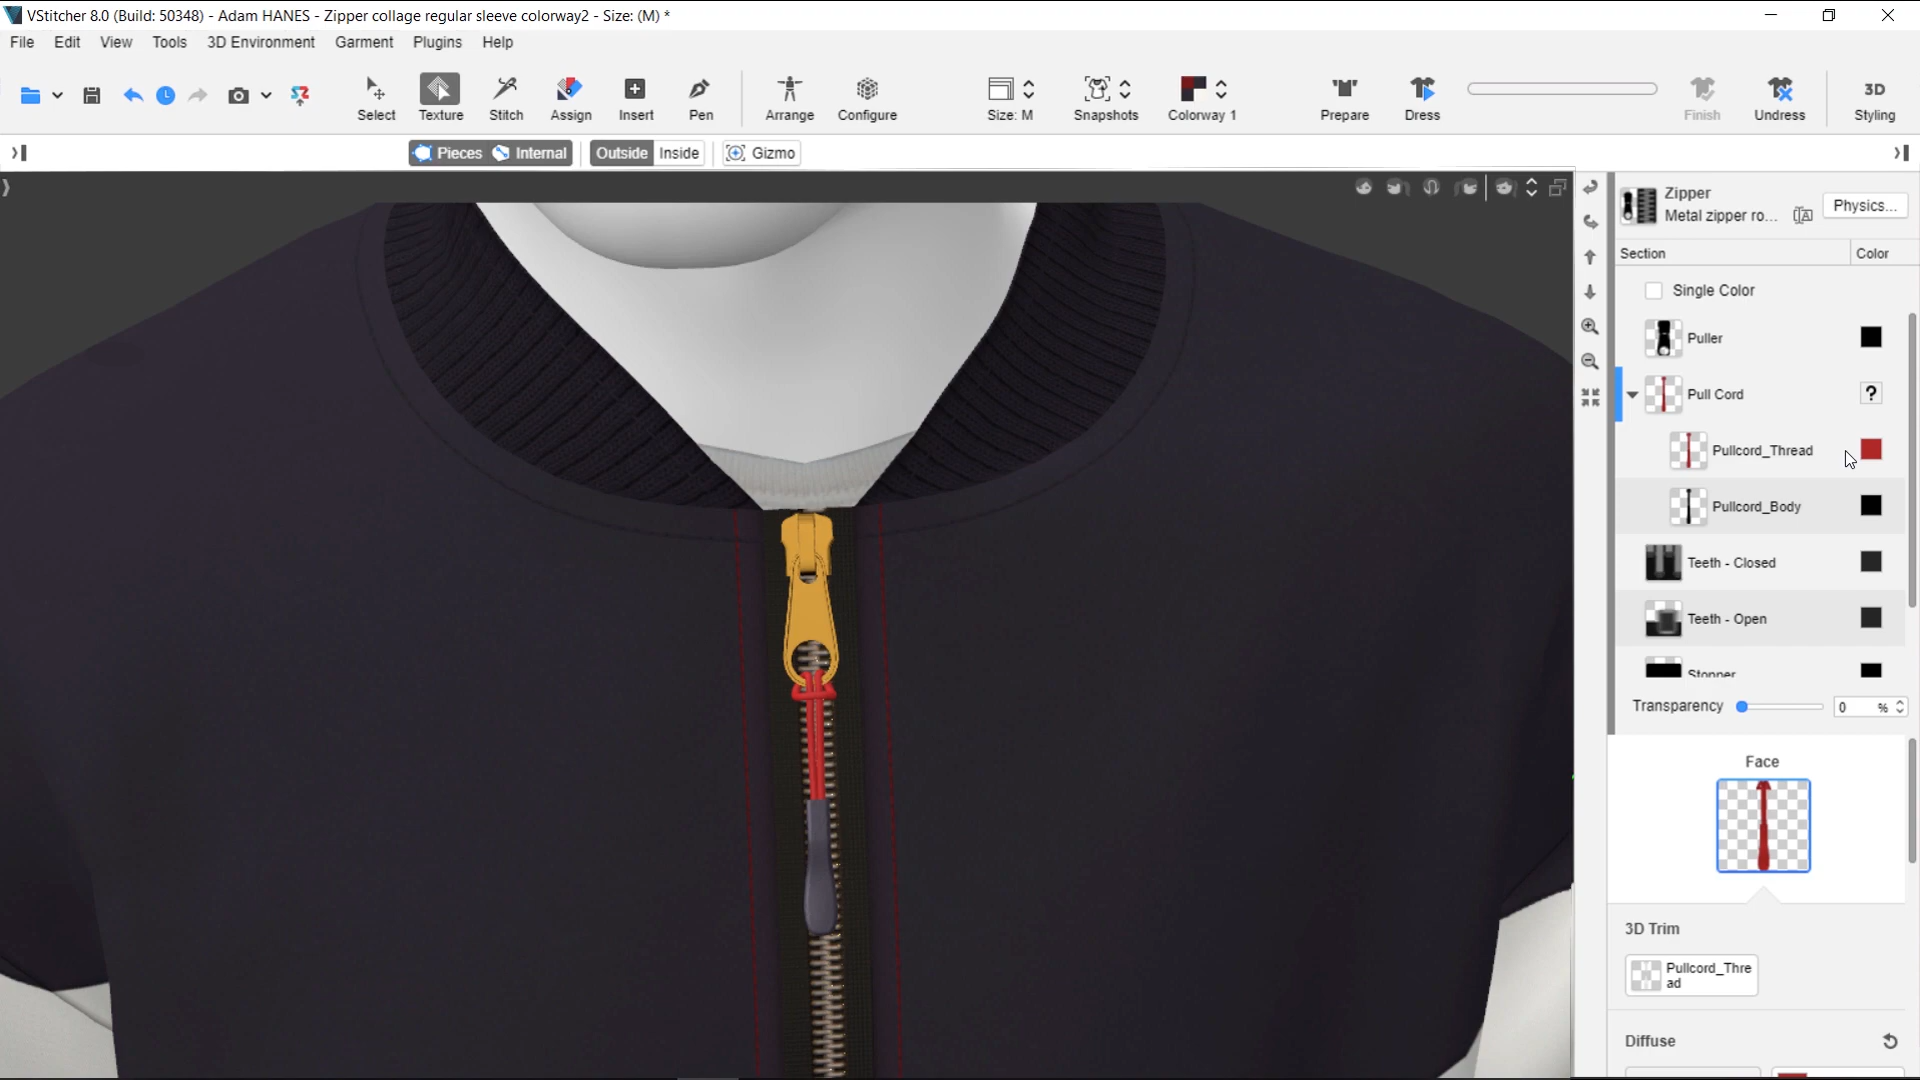 VStitcher 8.0 (Build: 50348) - Adam HANES - Zipper collage regular sleeve colorway2 - Size: (M) *
File Edit View Tools 3D Environment Garment Plugins Help
Select Texture Stitch Assign Insert Pen Arrange Configure Size: M Snapshots Colorway 1 Prepare Dress Finish Undress 3D Styling
Pieces Internal Outside Inside Gizmo
Zipper
Metal zipper ro... Physics...
Section Color
Single Color
Puller
Pull Cord ?
Pullcord_Thread
Pullcord_Body
Teeth - Closed
Teeth - Open
Stopper
Transparency 0 %
Face
3D Trim
Pullcord_Thre
ad
Diffuse